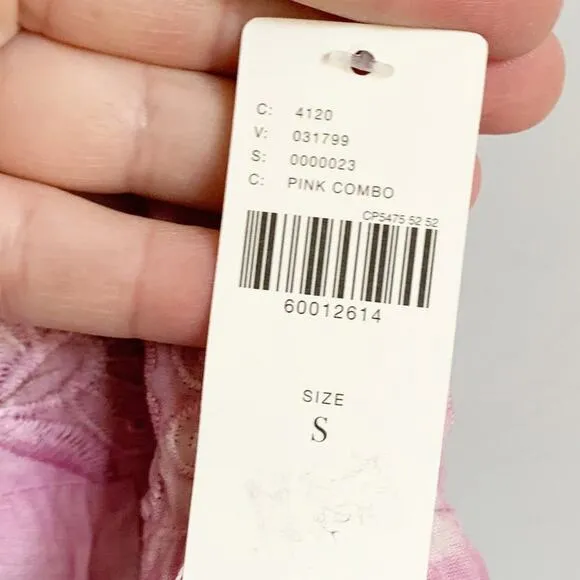 C: 4120
V: 031799
S: 0000023
C: PINK COMBO
CP5475 52 52
60012614
SIZE
S